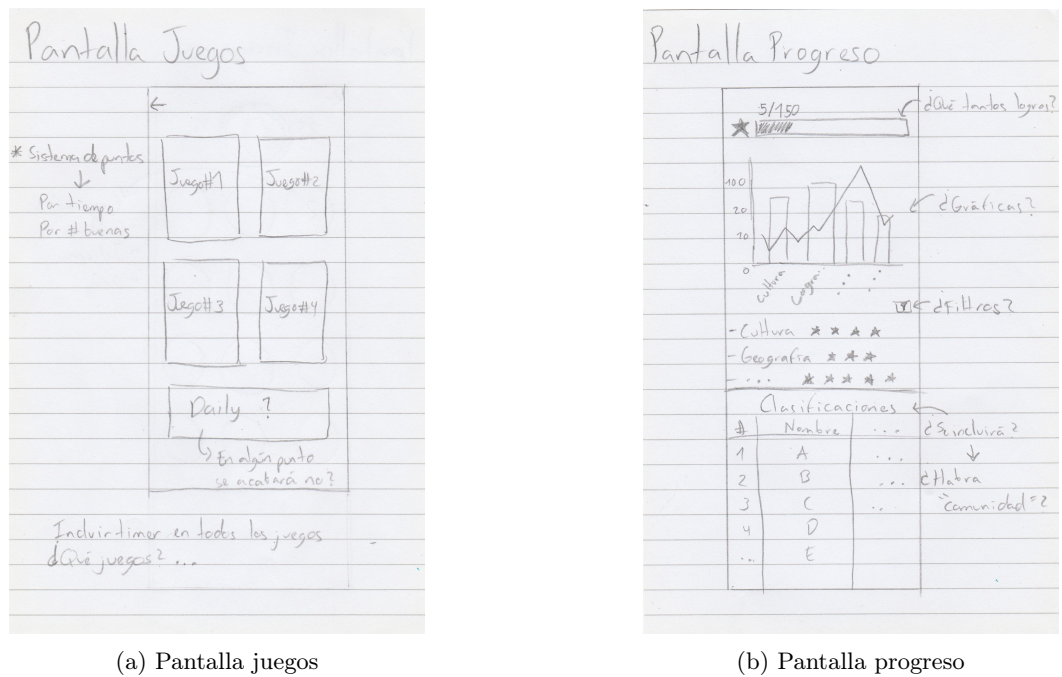 Pantalla Juegos
←
* Sistema de puntos
↓
Por tiempo
Por # buenas
Juego#1
Juego#2
Juego#3
Juego#4
Daily ?
En algún punto
se acabará no?
Incluir timer en todos los juegos
¿Qué juegos? ...
(a) Pantalla juegos
Pantalla Progreso
5/150
¿Qué tantos logros?
100
20
10
0
Cultura
Geogra..
...
...
¿Gráficas?
¿Filtros?
- Cultura ★ ★ ★ ★
- Geografía ★ ★ ★
- ... ★ ★ ★ ★ ★
Clasificaciones
# Nombre ...
1 A ...
2 B ...
3 C ..
4 D
... E
¿Se incluirá?
↓
¿Habra
"comunidad"?
(b) Pantalla progreso